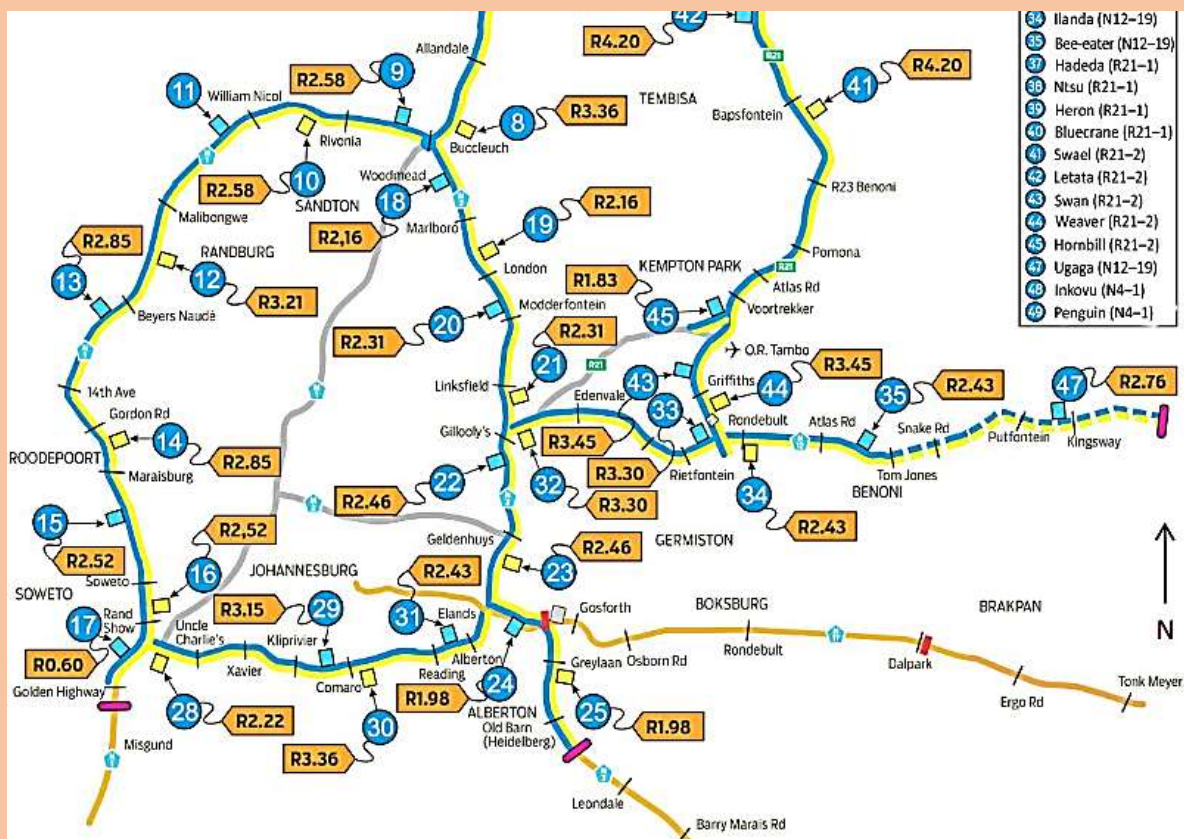 42
R4.20
Allandale
R21
34 Ilanda (N12–19)
35 Bee-eater (N12–19)
37 Hadeda (R21–1)
38 Ntsu (R21–1)
39 Heron (R21–1)
40 Bluecrane (R21–1)
41 Swael (R21–2)
42 Letata (R21–2)
43 Swan (R21–2)
44 Weaver (R21–2)
45 Hornbill (R21–2)
47 Ugaga (N12–19)
48 Inkovu (N4–1)
49 Penguin (N4–1)
R2.58
9
11
William Nicol
TEMBISA
R4.20
41
Bapsfontein
8
R3.36
Rivonia
Buccleuch
R2.58
10
SANDTON
Woodmead
18
R23 Benoni
Malibongwe
Marlboro
19
R2.16
R2,16
R2.85
RANDBURG
12
R3.21
13
Beyers Naudé
London
KEMPTON PARK
Pomona
R21
Atlas Rd
R1.83
Modderfontein
Voortrekker
45
R2.31
20
R2.31
21
O.R. Tambo
R21
14th Ave
Linksfield
43
Edenvale
Griffiths
R3.45
44
35
R2.43
47
R2.76
Gordon Rd
14
33
Rondebult
Atlas Rd
Snake Rd
Putfontein
Kingsway
ROODEPOORT
Maraisburg
R2.85
Gillooly's
R3.45
R3.30
Rietfontein
Tom Jones
BENONI
22
R2.46
32
R3.30
34
R2.43
15
R2.52
R2,52
16
Geldenhuys
GERMISTON
R2.46
23
Soweto
SOWETO
JOHANNESBURG
R2.43
R3.15
29
31
Elands
Gosforth
BOKSBURG
BRAKPAN
N
17
Rand
Show
Uncle
Charlie's
Kliprivier
Xavier
Comaro
Reading
Alberton
Greylaan
Osborn Rd
Rondebult
Dalpark
Ergo Rd
Tonk Meyer
R0.60
Golden Highway
28
R2.22
R3.36
30
R1.98
24
ALBERTON
Old Barn
(Heidelberg)
25
R1.98
Misgund
Leondale
Barry Marais Rd